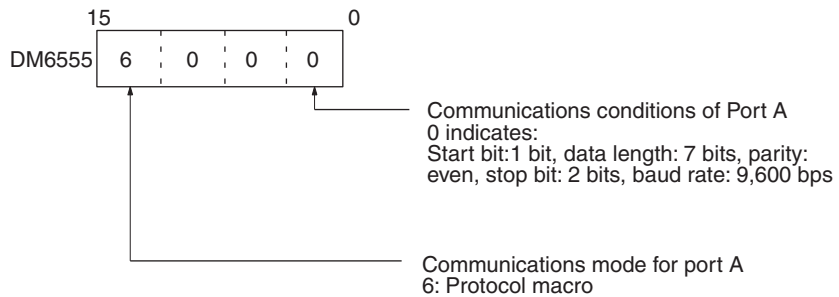 15 0
DM6555 6 0 0 0
Communications conditions of Port A
0 indicates:
Start bit:1 bit, data length: 7 bits, parity:
even, stop bit: 2 bits, baud rate: 9,600 bps
Communications mode for port A
6: Protocol macro